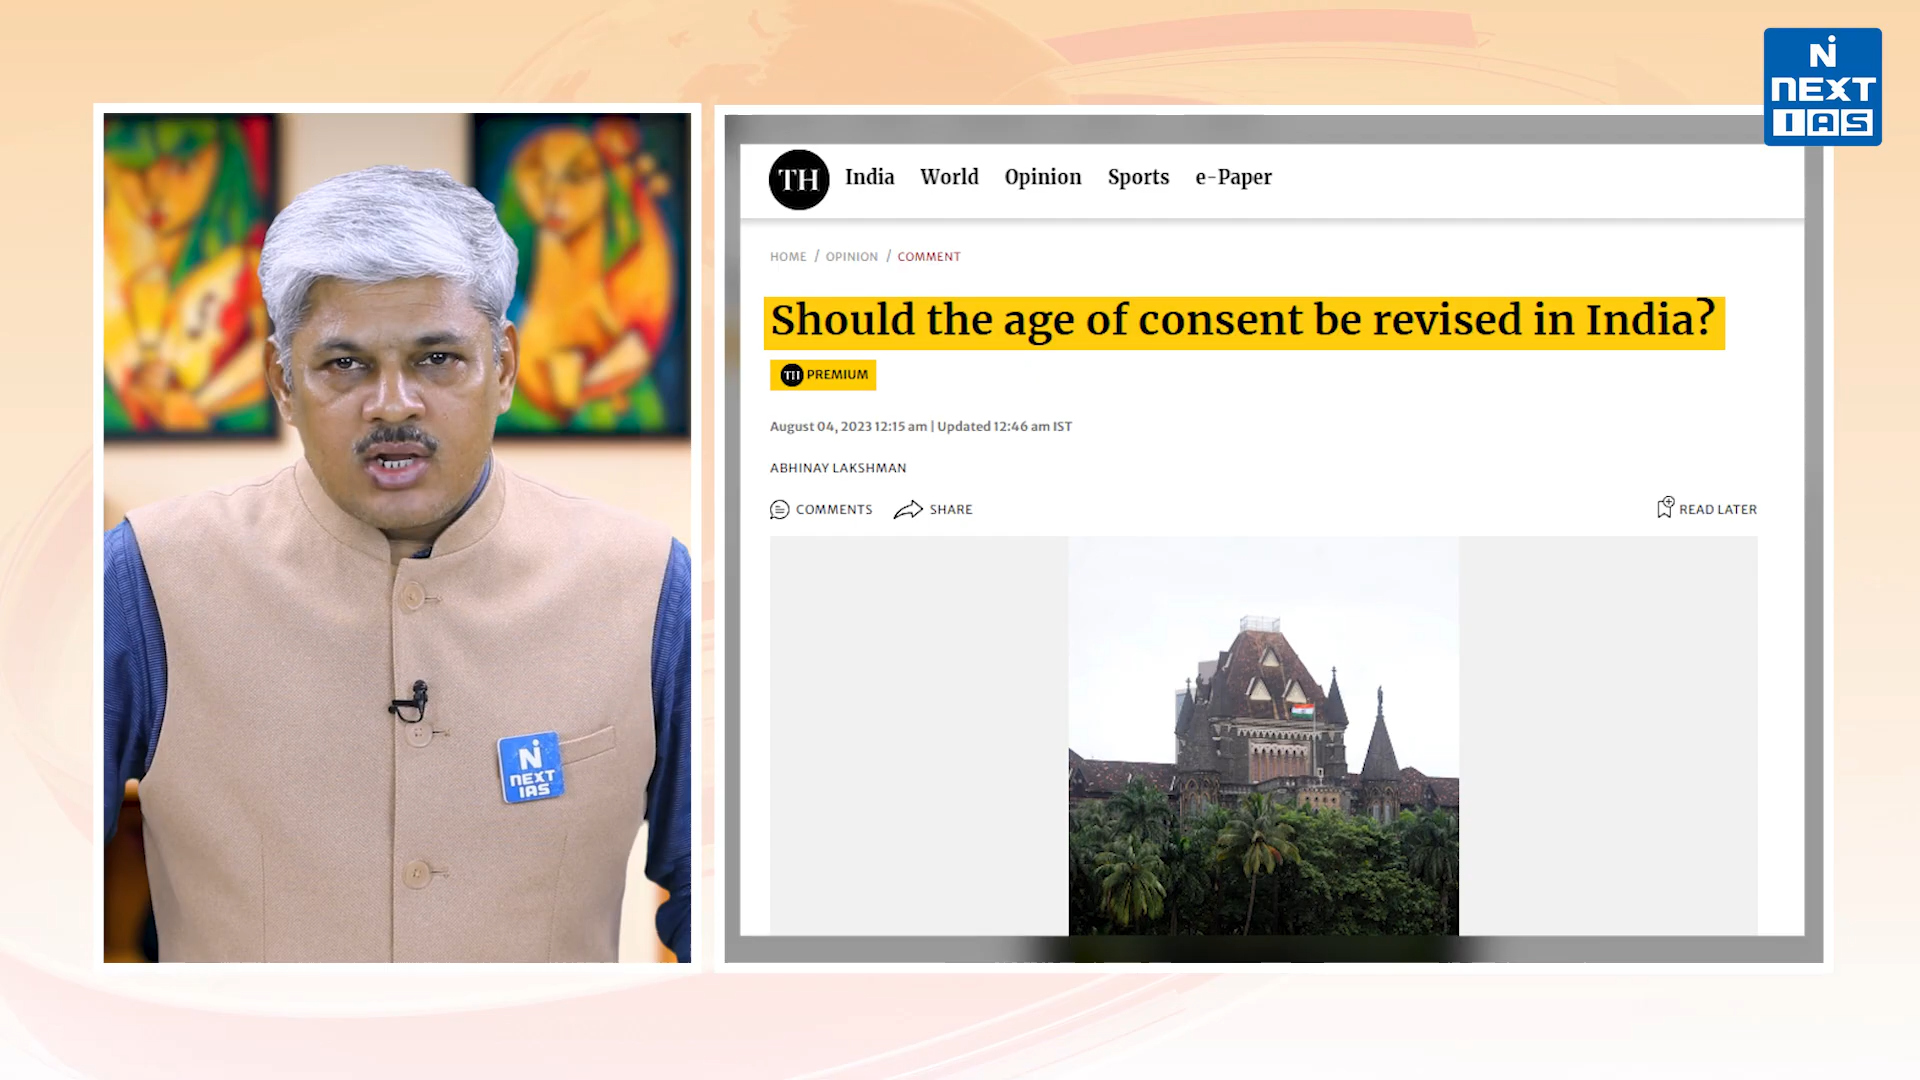 N
NEXT
IAS
TH India World Opinion Sports e-Paper
HOME / OPINION / COMMENT
Should the age of consent be revised in India?
TH PREMIUM
August 04, 2023 12:15 am | Updated 12:46 am IST
ABHINAY LAKSHMAN
COMMENTS SHARE READ LATER
N
NEXT
IAS